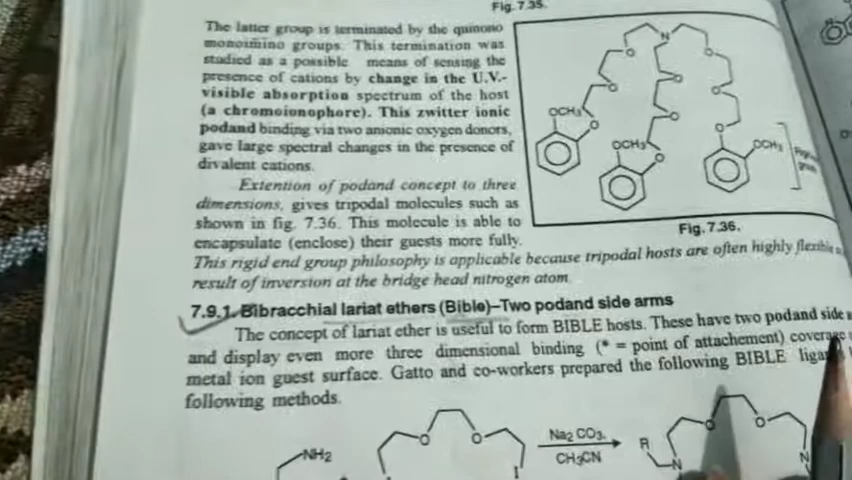 Fig. 7.35.
The latter group is terminated by the quinono
monoimino groups. This termination was
studied as a possible means of sensing the
presence of cations by change in the U.V.-
visible absorption spectrum of the host
(a chromoionophore). This zwitter ionic
podand binding via two anionic oxygen donors,
gave large spectral changes in the presence of
divalent cations.
Extention of podand concept to three
dimensions, gives tripodal molecules such as
shown in fig. 7.36. This molecule is able to
encapsulate (enclose) their guests more fully.
N
O
O
O
O
O
O
OCH3
O
OCH3
O
O
OCH3
Fig. 7.36.
This rigid end group philosophy is applicable because tripodal hosts are often highly flexible
result of inversion at the bridge head nitrogen atom
7.9.1. Bibracchial lariat ethers (Bible)–Two podand side arms
The concept of lariat ether is useful to form BIBLE hosts. These have two podand side
and display even more three dimensional binding (* = point of attachement) coverage
metal ion guest surface. Gatto and co-workers prepared the following BIBLE
following methods.
NH2
O
O
I
Na2 CO3.
CH3CN
R
N
O
O
N